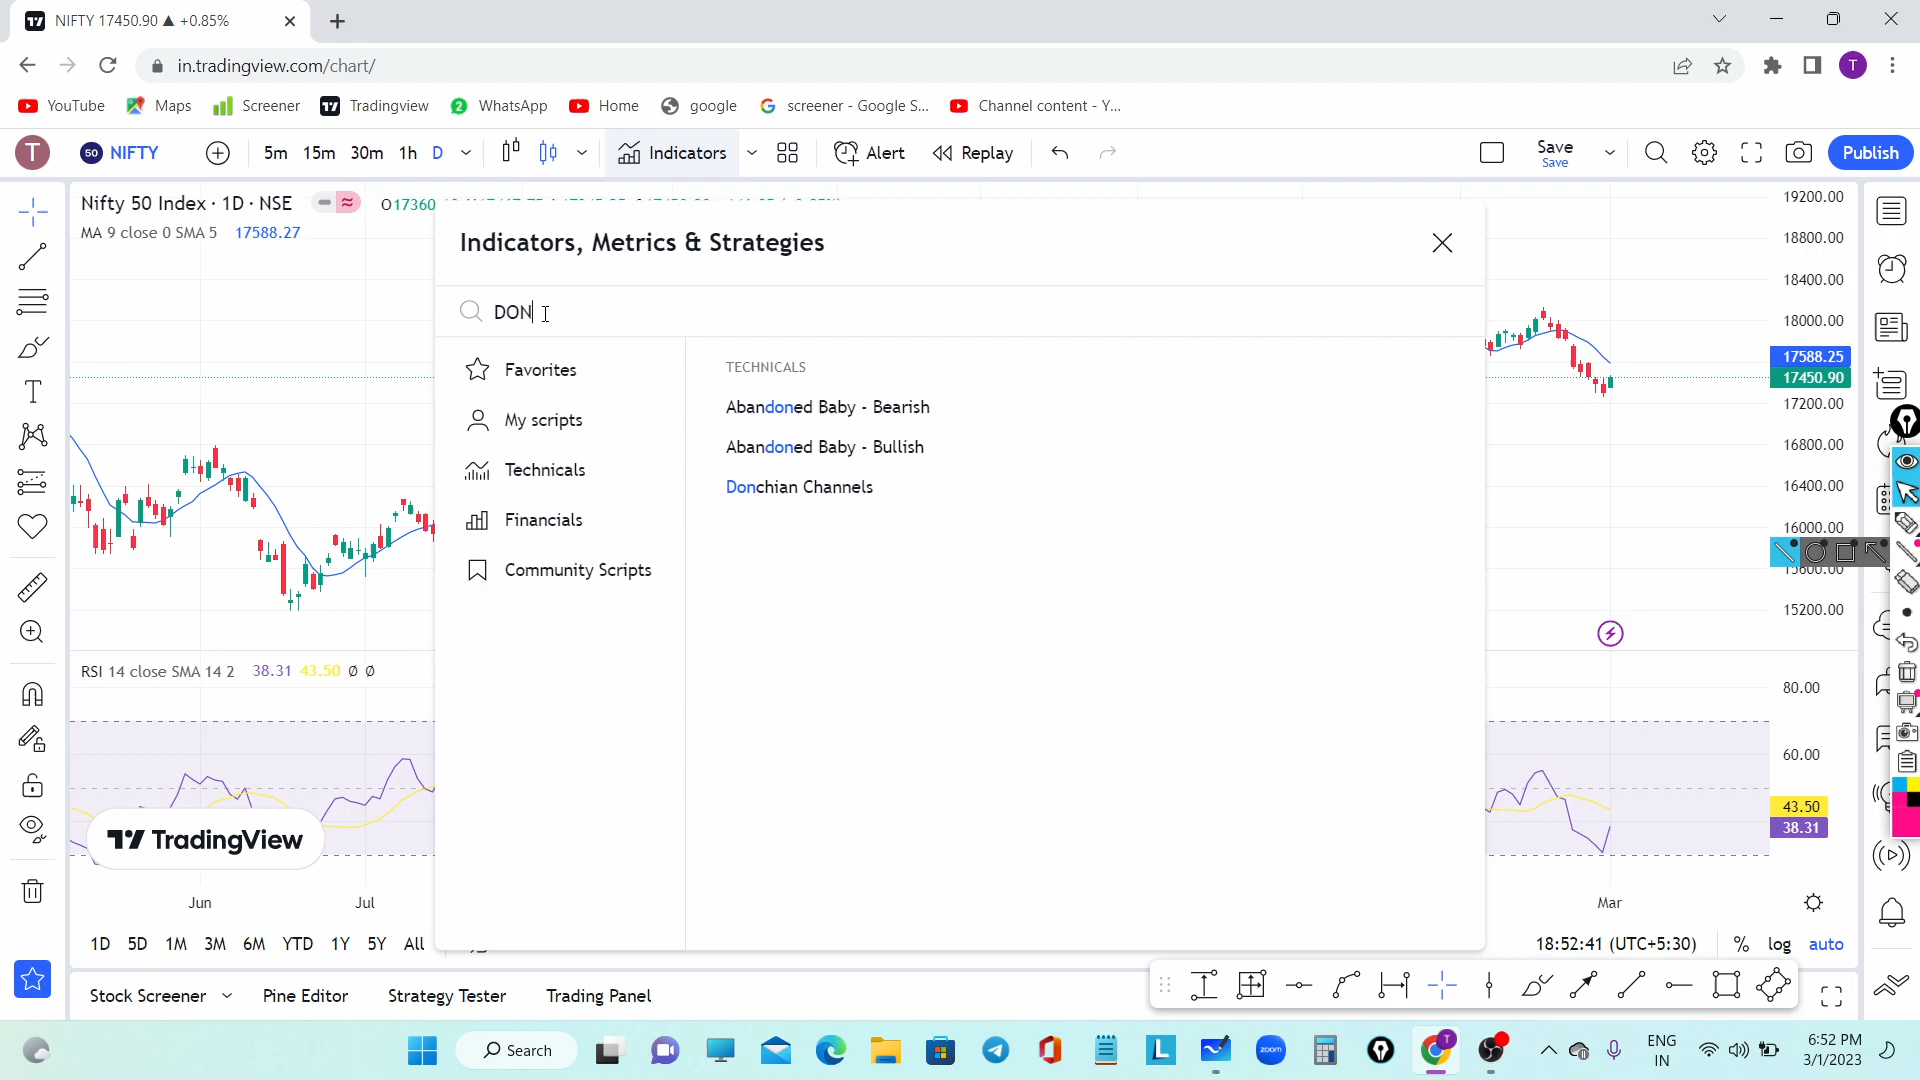 NIFTY 17450.90 ▲ +0.85%
in.tradingview.com/chart/
YouTube Maps Screener Tradingview WhatsApp Home google screener - Google S... Channel content - Y...
T 50 NIFTY 5m 15m 30m 1h D Indicators Alert Replay Save Save Publish
Nifty 50 Index · 1D · NSE O17360
MA 9 close 0 SMA 5 17588.27
Indicators, Metrics & Strategies
DON
Favorites
My scripts
Technicals
Financials
Community Scripts
TECHNICALS
Abandoned Baby - Bearish
Abandoned Baby - Bullish
Donchian Channels
19200.00
18800.00
18400.00
18000.00
17588.25
17450.90
17200.00
16800.00
16400.00
16000.00
15600.00
15200.00
RSI 14 close SMA 14 2 38.31 43.50 Ø Ø
80.00
60.00
43.50
38.31
TradingView
Jun Jul Mar
1D 5D 1M 3M 6M YTD 1Y 5Y All 18:52:41 (UTC+5:30) % log auto
Stock Screener Pine Editor Strategy Tester Trading Panel
Search zoom L T ENG
IN
6:52 PM
3/1/2023